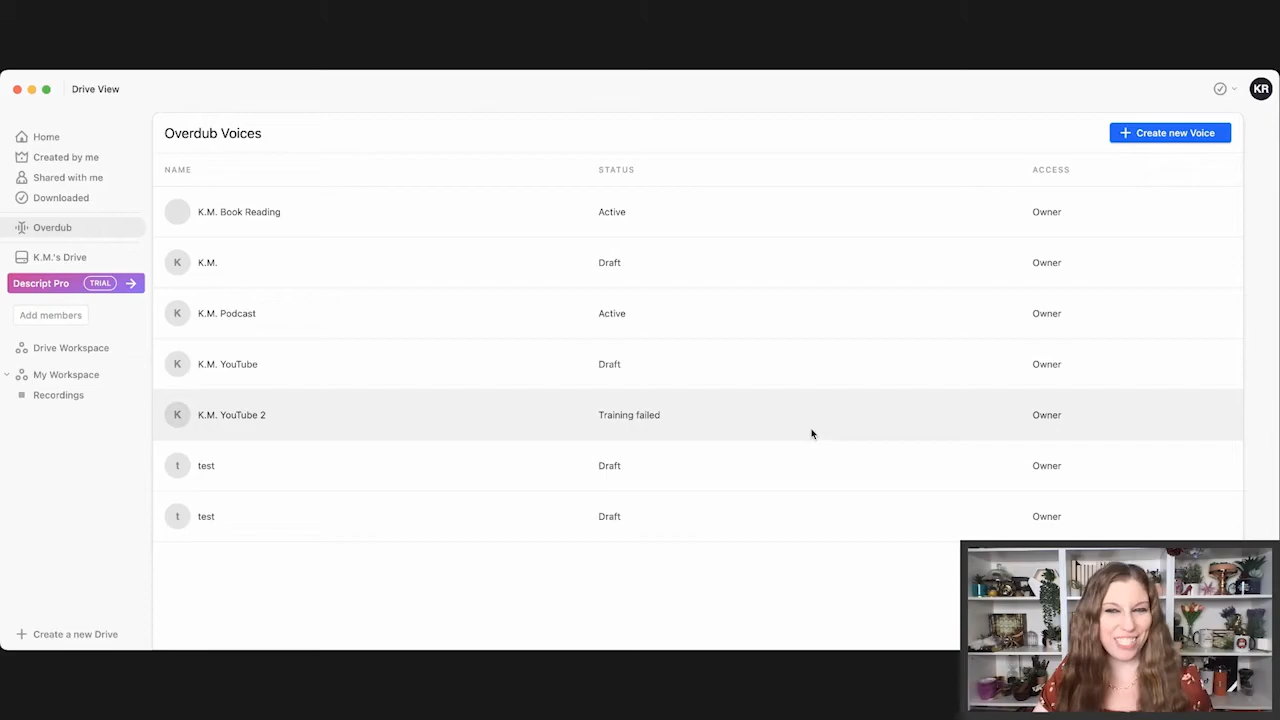 Drive View
KR
Home
Created by me
Shared with me
Downloaded
Overdub
K.M.'s Drive
Descript Pro TRIAL
Add members
Drive Workspace
My Workspace
Recordings
Create a new Drive
Overdub Voices
+ Create new Voice
NAME STATUS ACCESS
K.M. Book Reading Active Owner
K K.M. Draft Owner
K K.M. Podcast Active Owner
K K.M. YouTube Draft Owner
K K.M. YouTube 2 Training failed Owner
t test Draft Owner
t test Draft Owner